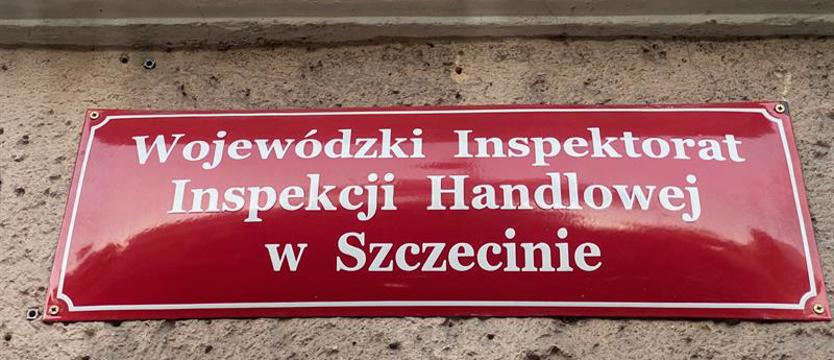 Wojewódzki Inspektorat
Inspekcji Handlowej
w Szczecinie